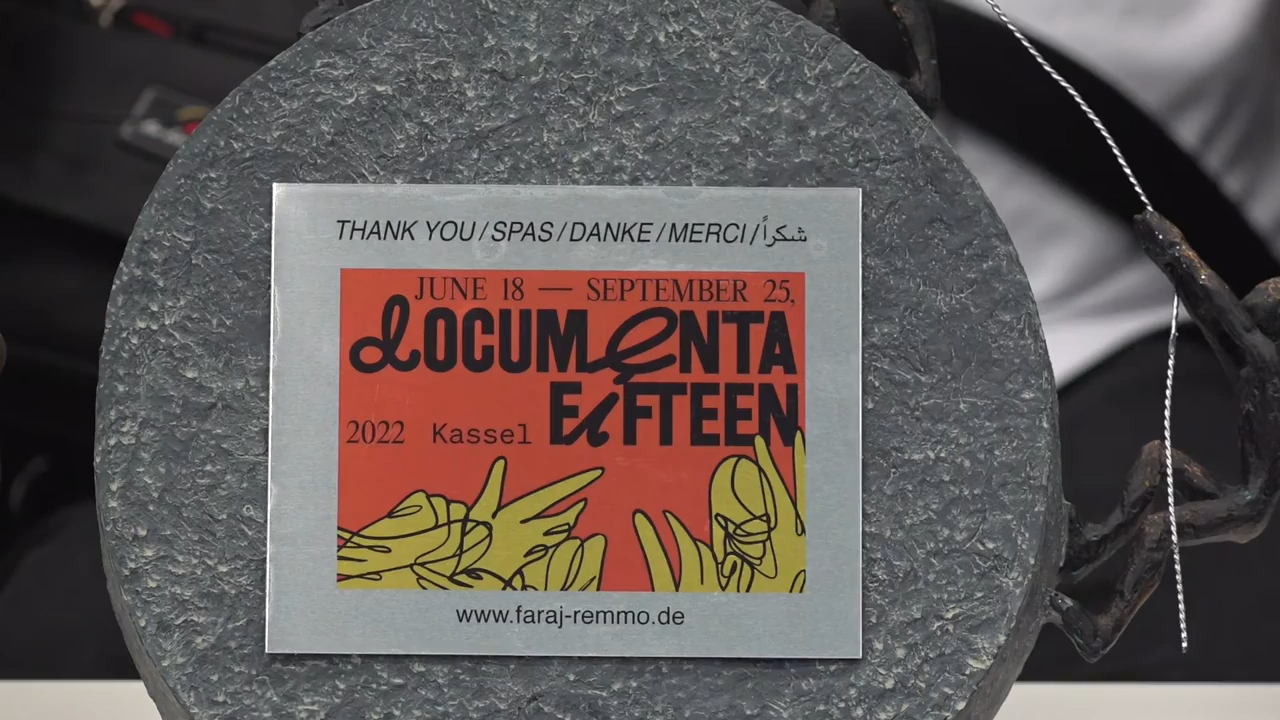 THANK YOU / SPAS / DANKE / MERCI / شكراً
JUNE 18 — SEPTEMBER 25,
dOCUMENTA
FiFTEEN
2022 Kassel
www.faraj-remmo.de